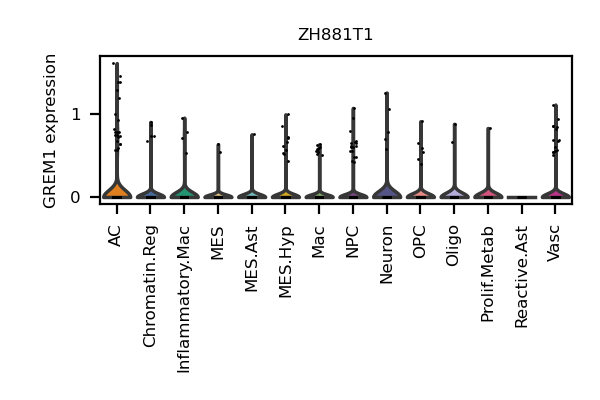 ZH881T1
GREM1 expression
1
0
AC
Chromatin.Reg
Inflammatory.Mac
MES
MES.Ast
MES.Hyp
Mac
NPC
Neuron
OPC
Oligo
Prolif.Metab
Reactive.Ast
Vasc